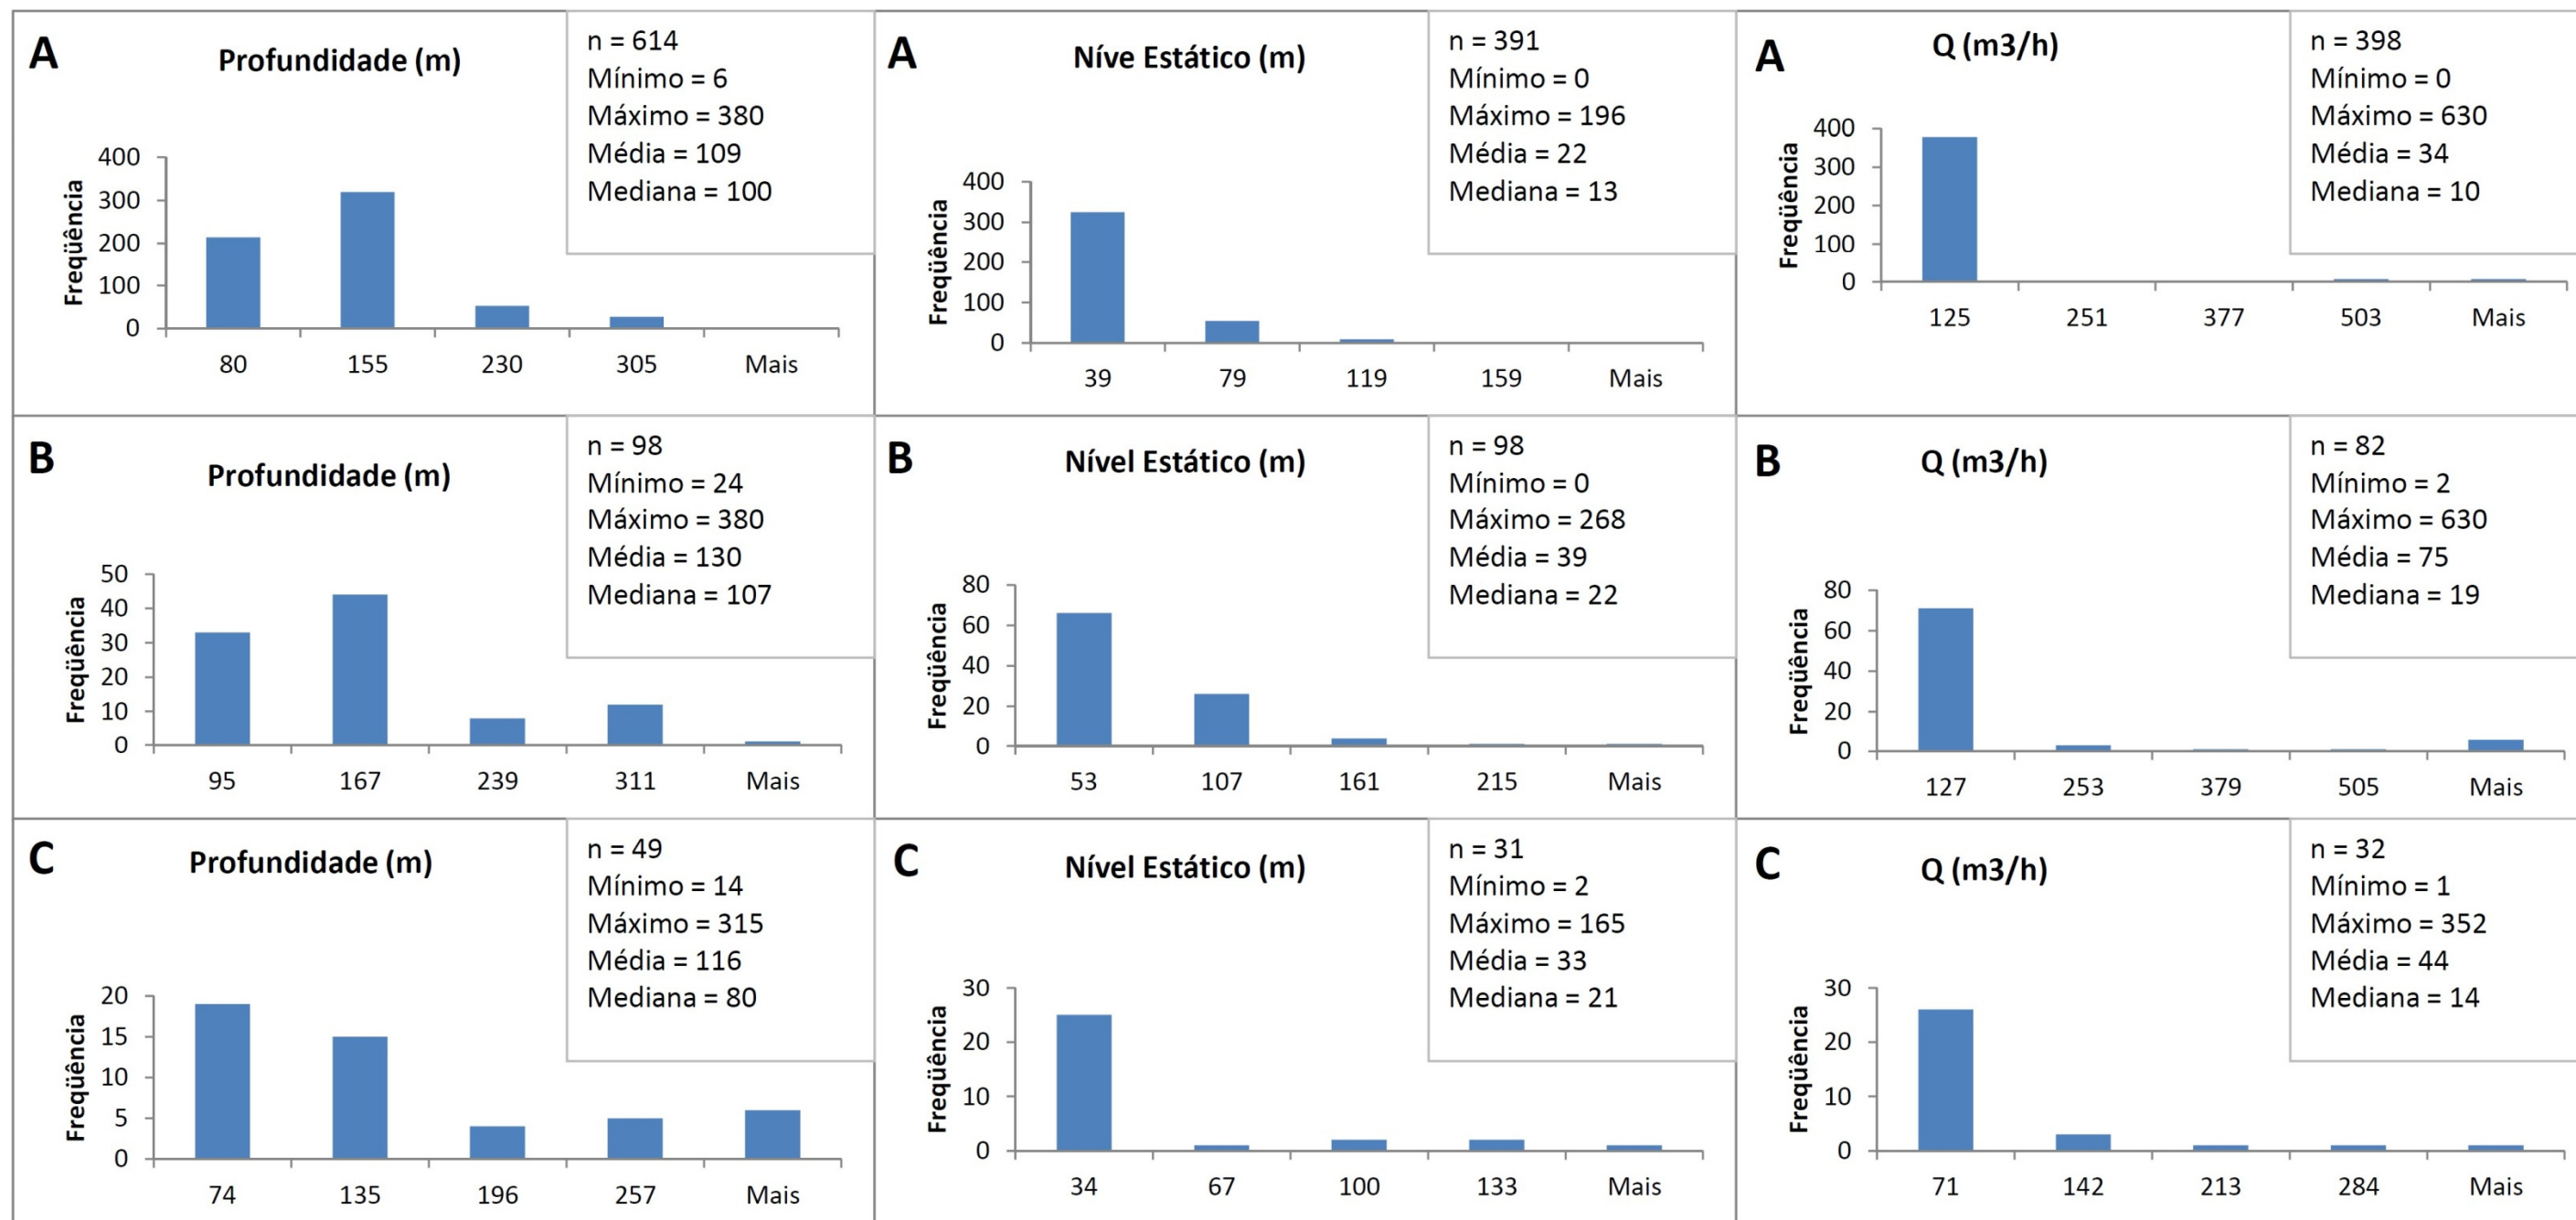 A
Profundidade (m)
n = 614
Mínimo = 6
Máximo = 380
Média = 109
Mediana = 100
Freqüência
400
300
200
100
0
80 155 230 305 Mais
A
Níve Estático (m)
n = 391
Mínimo = 0
Máximo = 196
Média = 22
Mediana = 13
Freqüência
400
300
200
100
0
39 79 119 159 Mais
A
Q (m3/h)
n = 398
Mínimo = 0
Máximo = 630
Média = 34
Mediana = 10
Freqüência
400
300
200
100
0
125 251 377 503 Mais
B
Profundidade (m)
n = 98
Mínimo = 24
Máximo = 380
Média = 130
Mediana = 107
Freqüência
50
40
30
20
10
0
95 167 239 311 Mais
B
Nível Estático (m)
n = 98
Mínimo = 0
Máximo = 268
Média = 39
Mediana = 22
Freqüência
80
60
40
20
0
53 107 161 215 Mais
B
Q (m3/h)
n = 82
Mínimo = 2
Máximo = 630
Média = 75
Mediana = 19
Freqüência
80
60
40
20
0
127 253 379 505 Mais
C
Profundidade (m)
n = 49
Mínimo = 14
Máximo = 315
Média = 116
Mediana = 80
Freqüência
20
15
10
5
0
74 135 196 257 Mais
C
Nível Estático (m)
n = 31
Mínimo = 2
Máximo = 165
Média = 33
Mediana = 21
Freqüência
30
20
10
0
34 67 100 133 Mais
C
Q (m3/h)
n = 32
Mínimo = 1
Máximo = 352
Média = 44
Mediana = 14
Freqüência
30
20
10
0
71 142 213 284 Mais